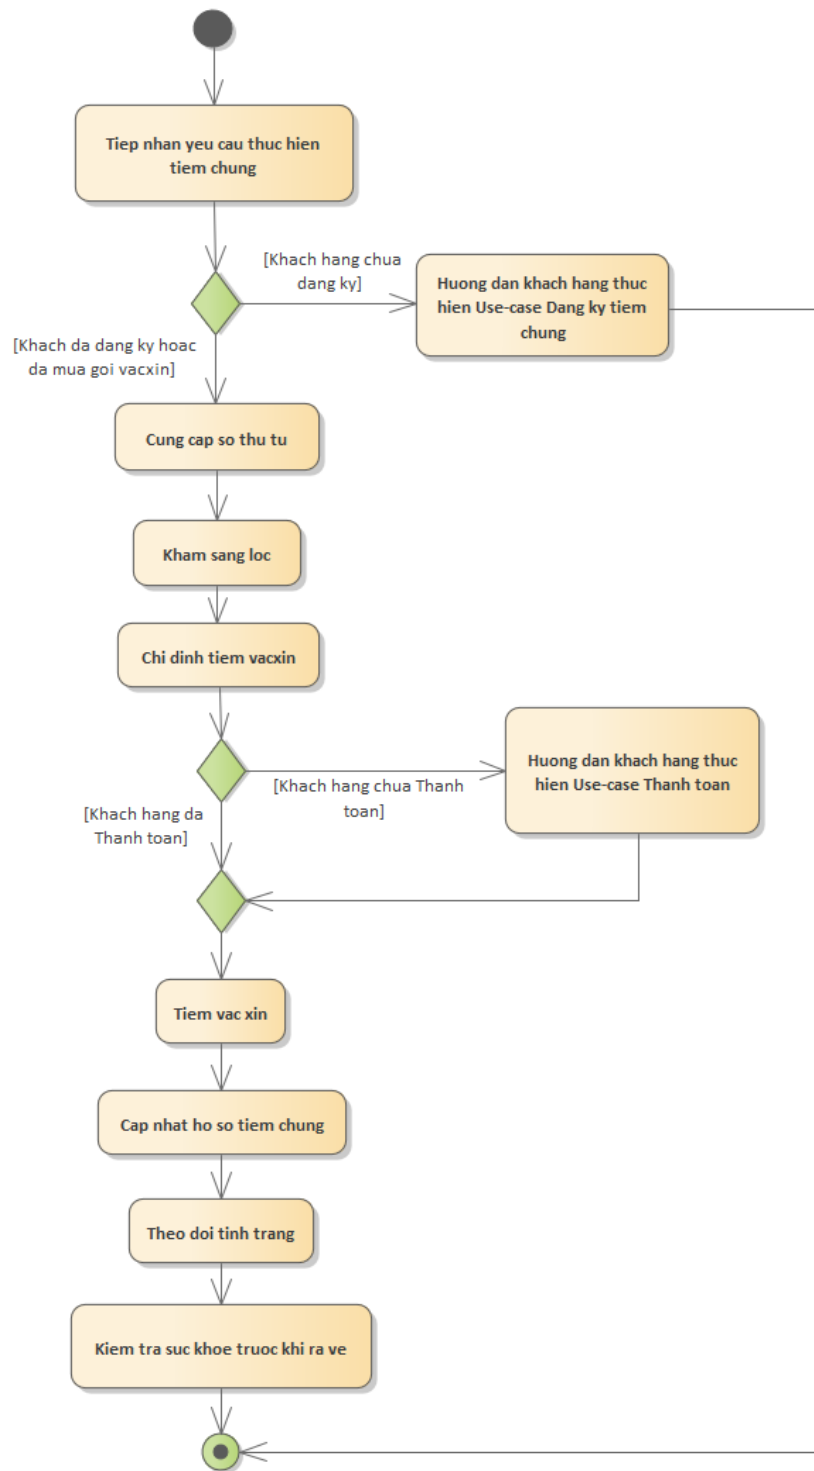 Tiep nhan yeu cau thuc hien
tiem chung
[Khach hang chua
dang ky]
Huong dan khach hang thuc
hien Use-case Dang ky tiem
chung
[Khach da dang ky hoac
da mua goi vacxin]
Cung cap so thu tu
Kham sang loc
Chi dinh tiem vacxin
[Khach hang chua Thanh
toan]
Huong dan khach hang thuc
hien Use-case Thanh toan
[Khach hang da
Thanh toan]
Tiem vac xin
Cap nhat ho so tiem chung
Theo doi tinh trang
Kiem tra suc khoe truoc khi ra ve